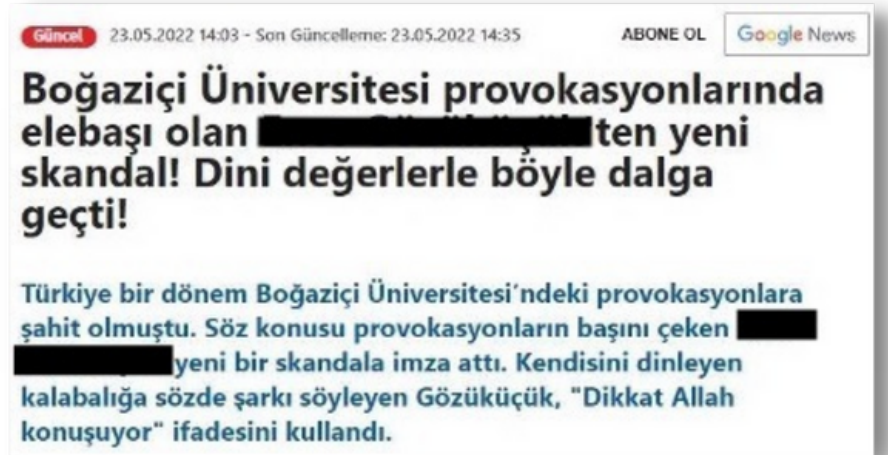 Güncel 23.05.2022 14:03 - Son Güncelleme: 23.05.2022 14:35 ABONE OL Google News
Boğaziçi Üniversitesi provokasyonlarında
elebaşı olan ten yeni
skandal! Dini değerlerle böyle dalga
geçti!
Türkiye bir dönem Boğaziçi Üniversitesi'ndeki provokasyonlara
şahit olmuştu. Söz konusu provokasyonların başını çeken
yeni bir skandala imza attı. Kendisini dinleyen
kalabalığa sözde şarkı söyleyen Gözüküçük, "Dikkat Allah
konuşuyor" ifadesini kullandı.